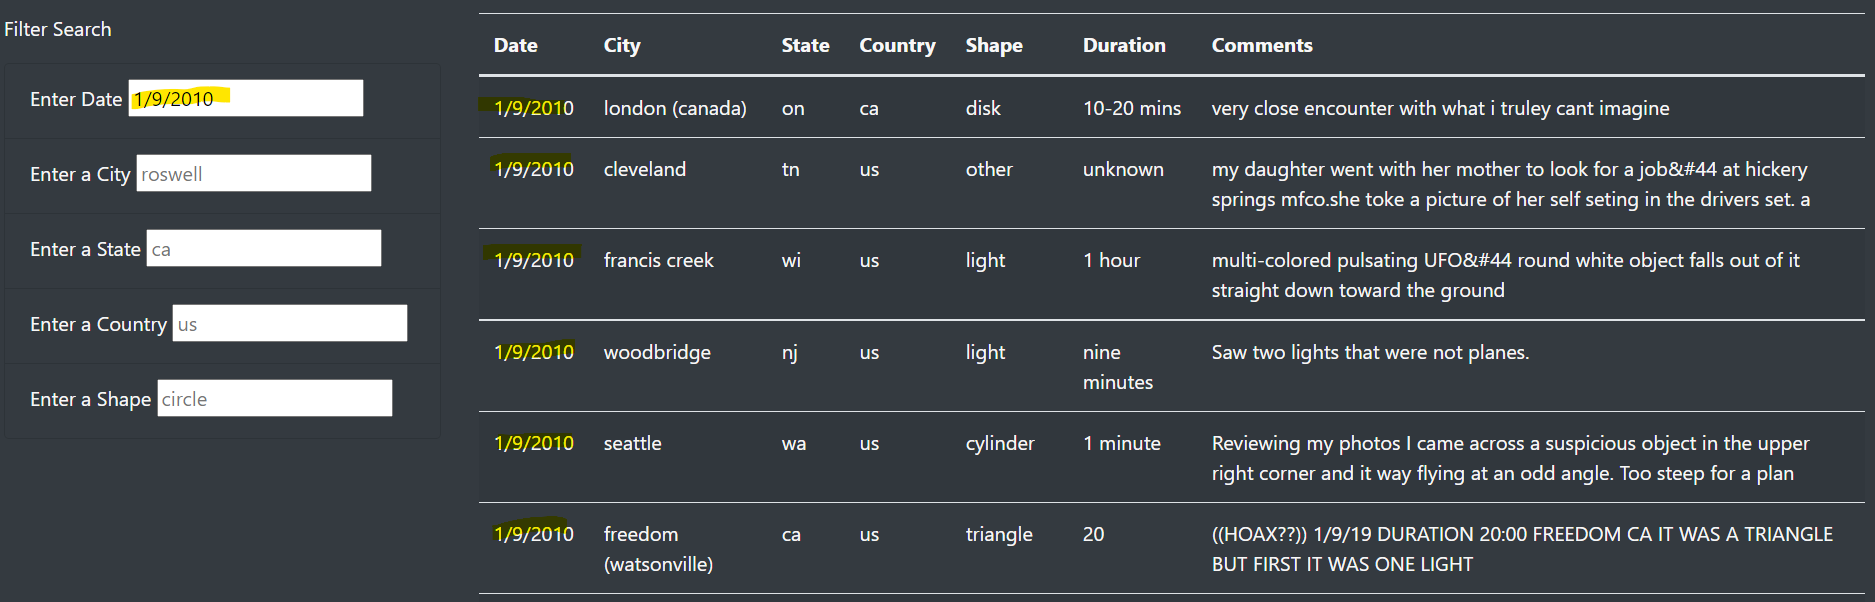 Filter Search
Enter Date 1/9/2010
Enter a City roswell
Enter a State ca
Enter a Country us
Enter a Shape circle
Date City State Country Shape Duration Comments
1/9/2010 london (canada) on ca disk 10-20 mins very close encounter with what i truley cant imagine
1/9/2010 cleveland tn us other unknown my daughter went with her mother to look for a job&#44 at hickery
springs mfco.she toke a picture of her self seting in the drivers set. a
1/9/2010 francis creek wi us light 1 hour multi-colored pulsating UFO&#44 round white object falls out of it
straight down toward the ground
1/9/2010 woodbridge nj us light nine Saw two lights that were not planes.
minutes
1/9/2010 seattle wa us cylinder 1 minute Reviewing my photos I came across a suspicious object in the upper
right corner and it way flying at an odd angle. Too steep for a plan
1/9/2010 freedom ca us triangle 20 ((HOAX??)) 1/9/19 DURATION 20:00 FREEDOM CA IT WAS A TRIANGLE
(watsonville) BUT FIRST IT WAS ONE LIGHT